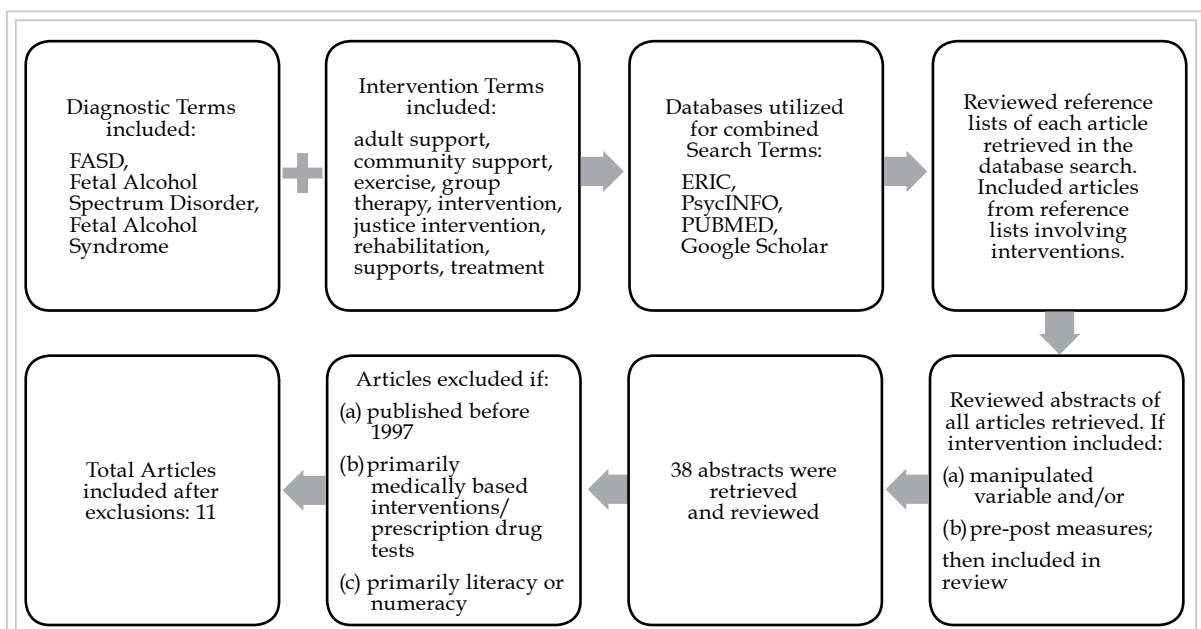 Diagnostic Terms
included:
FASD,
Fetal Alcohol
Spectrum Disorder,
Fetal Alcohol
Syndrome
Intervention Terms
included:
adult support,
community support,
exercise, group
therapy, intervention,
justice intervention,
rehabilitation,
supports, treatment
Databases utilized
for combined
Search Terms:
ERIC,
PsycINFO,
PUBMED,
Google Scholar
Reviewed reference
lists of each article
retrieved in the
database search.
Included articles
from reference
lists involving
interventions.
Reviewed abstracts of
all articles retrieved. If
intervention included:
(a) manipulated
variable and/or
(b) pre-post measures;
then included in
review
38 abstracts were
retrieved
and reviewed
Articles excluded if:
(a) published before
1997
(b) primarily
medically based
interventions/
prescription drug
tests
(c) primarily literacy or
numeracy
Total Articles
included after
exclusions: 11